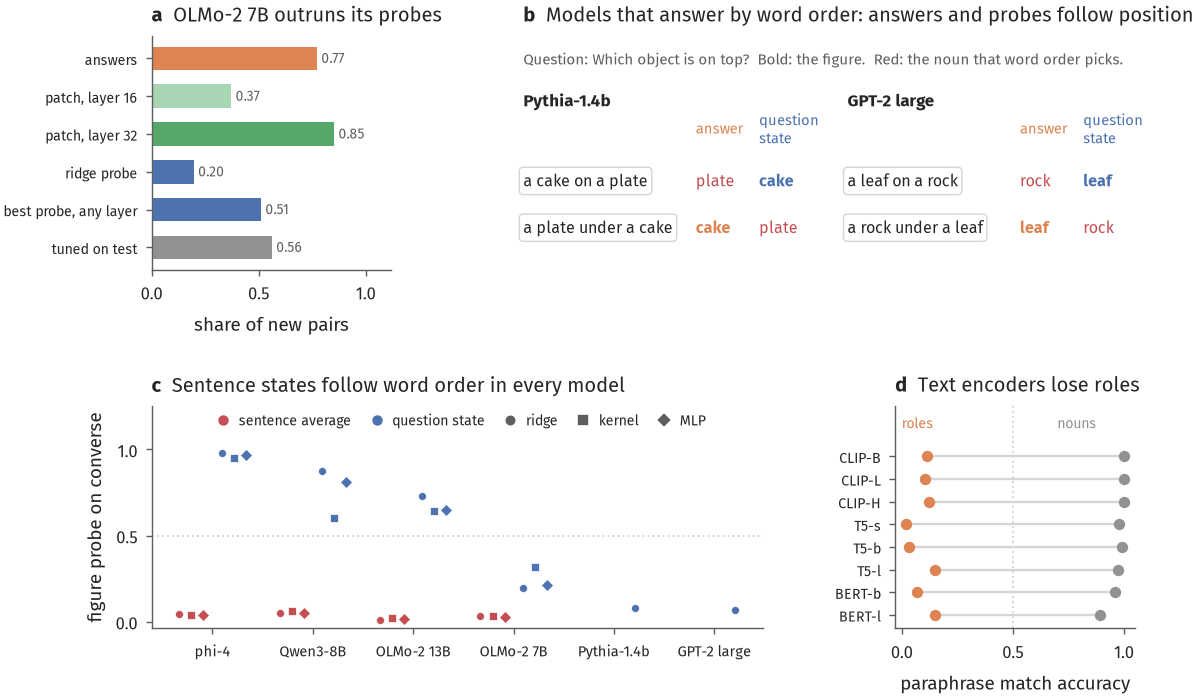 a OLMo-2 7B outruns its probes
answers
0.77
patch, layer 16
0.37
patch, layer 32
0.85
ridge probe
0.20
best probe, any layer
0.51
tuned on test
0.56
0.0 0.5 1.0
share of new pairs
b Models that answer by word order: answers and probes follow position
Question: Which object is on top? Bold: the figure. Red: the noun that word order picks.
Pythia-1.4b
answer
question
state
a cake on a plate plate cake
a plate under a cake cake plate
GPT-2 large
answer
question
state
a leaf on a rock rock leaf
a rock under a leaf leaf rock
c Sentence states follow word order in every model
sentence average question state ridge kernel MLP
figure probe on converse
1.0
0.5
0.0
phi-4 Qwen3-8B OLMo-2 13B OLMo-2 7B Pythia-1.4b GPT-2 large
d Text encoders lose roles
roles nouns
CLIP-B
CLIP-L
CLIP-H
T5-s
T5-b
T5-l
BERT-b
BERT-l
0.0 0.5 1.0
paraphrase match accuracy